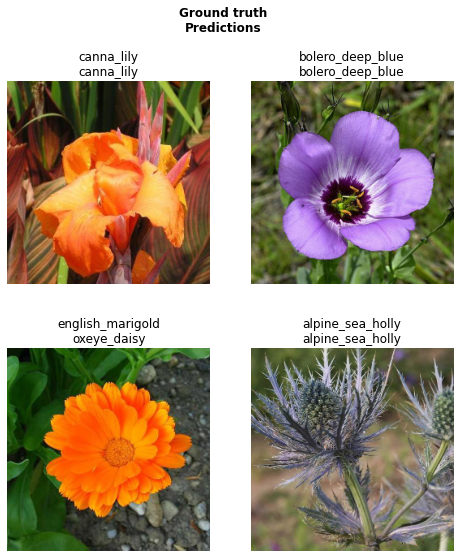 Ground truth
Predictions
canna_lily
canna_lily
bolero_deep_blue
bolero_deep_blue
english_marigold
oxeye_daisy
alpine_sea_holly
alpine_sea_holly